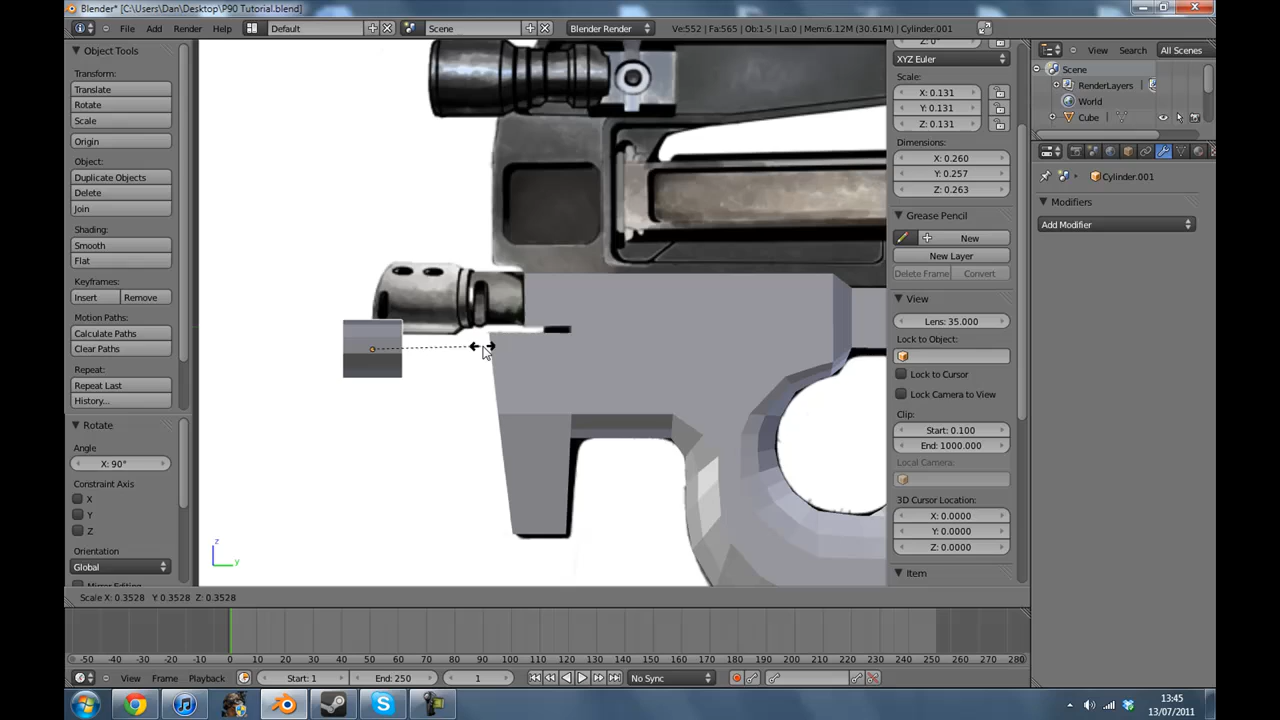 Blender* [C:\Users\Dan\Desktop\P90 Tutorial.blend]
File Add Render Help Default Scene Blender Render Ve:552 | Fa:565 | Ob:1-5 | La:0 | Mem:6.12M (30.61M) | Cylinder.001
Object Tools
Transform:
Translate
Rotate
Scale
Origin
Object:
Duplicate Objects
Delete
Join
Shading:
Smooth
Flat
Keyframes:
Insert Remove
Motion Paths:
Calculate Paths
Clear Paths
Repeat:
Repeat Last
History...
Rotate
Angle
X: 90°
Constraint Axis
X
Y
Z
Orientation
Global
z
y
XYZ Euler
Scale:
X: 0.131
Y: 0.131
Z: 0.131
Dimensions:
X: 0.260
Y: 0.257
Z: 0.263
Grease Pencil
New
New Layer
Delete Frame Convert
View
Lens: 35.000
Lock to Object:
Lock to Cursor
Lock Camera to View
Clip:
Start: 0.100
End: 1000.000
Local Camera:
3D Cursor Location:
X: 0.0000
Y: 0.0000
Z: 0.0000
Item
View Search All Scenes
Scene
RenderLayers
World
Cube
Cylinder.001
Modifiers
Add Modifier
Scale X: 0.3528 Y: 0.3528 Z: 0.3528
-50 -40 -30 -20 -10 0 10 20 30 40 50 60 70 80 90 100 110 120 130 140 150 160 170 180 190 200 210 220 230 240 250 260 270 280
View Frame Playback Start: 1 End: 250 1 No Sync
13:45
13/07/2011